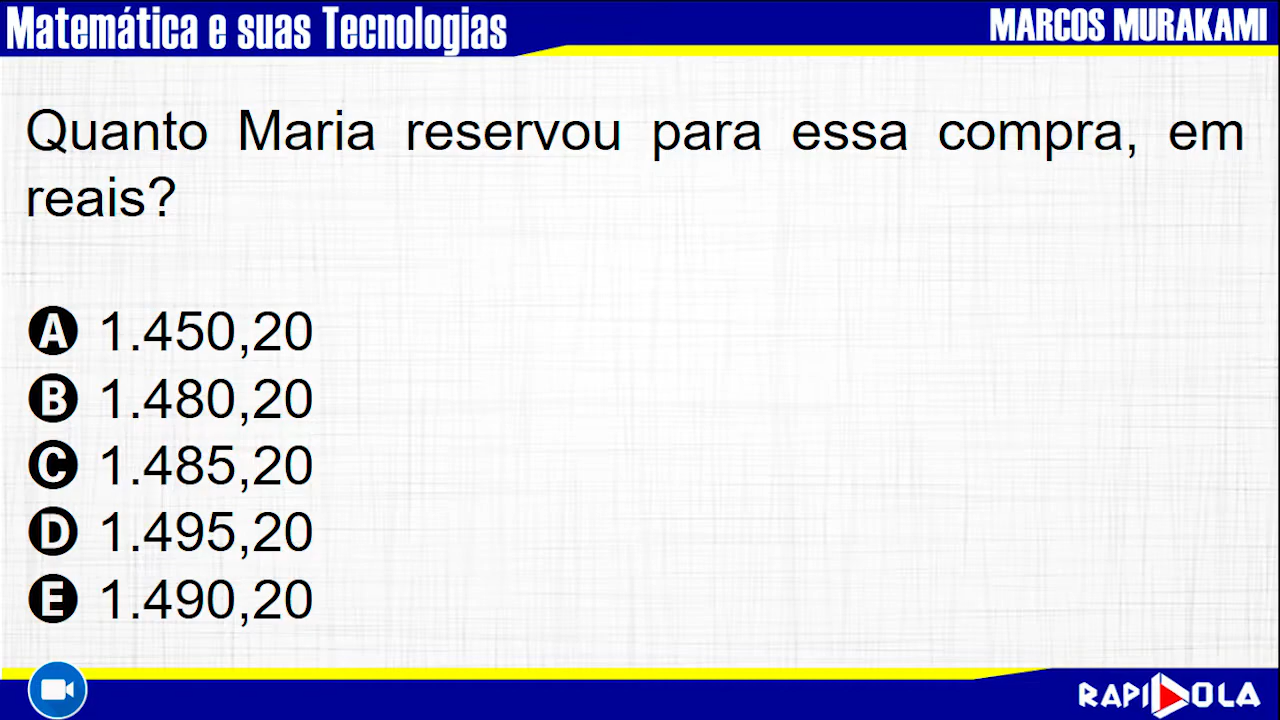 Matemática e suas Tecnologias
MARCOS MURAKAMI
Quanto Maria reservou para essa compra, em
reais?
A 1.450,20
B 1.480,20
C 1.485,20
D 1.495,20
E 1.490,20
RAPIDOLA